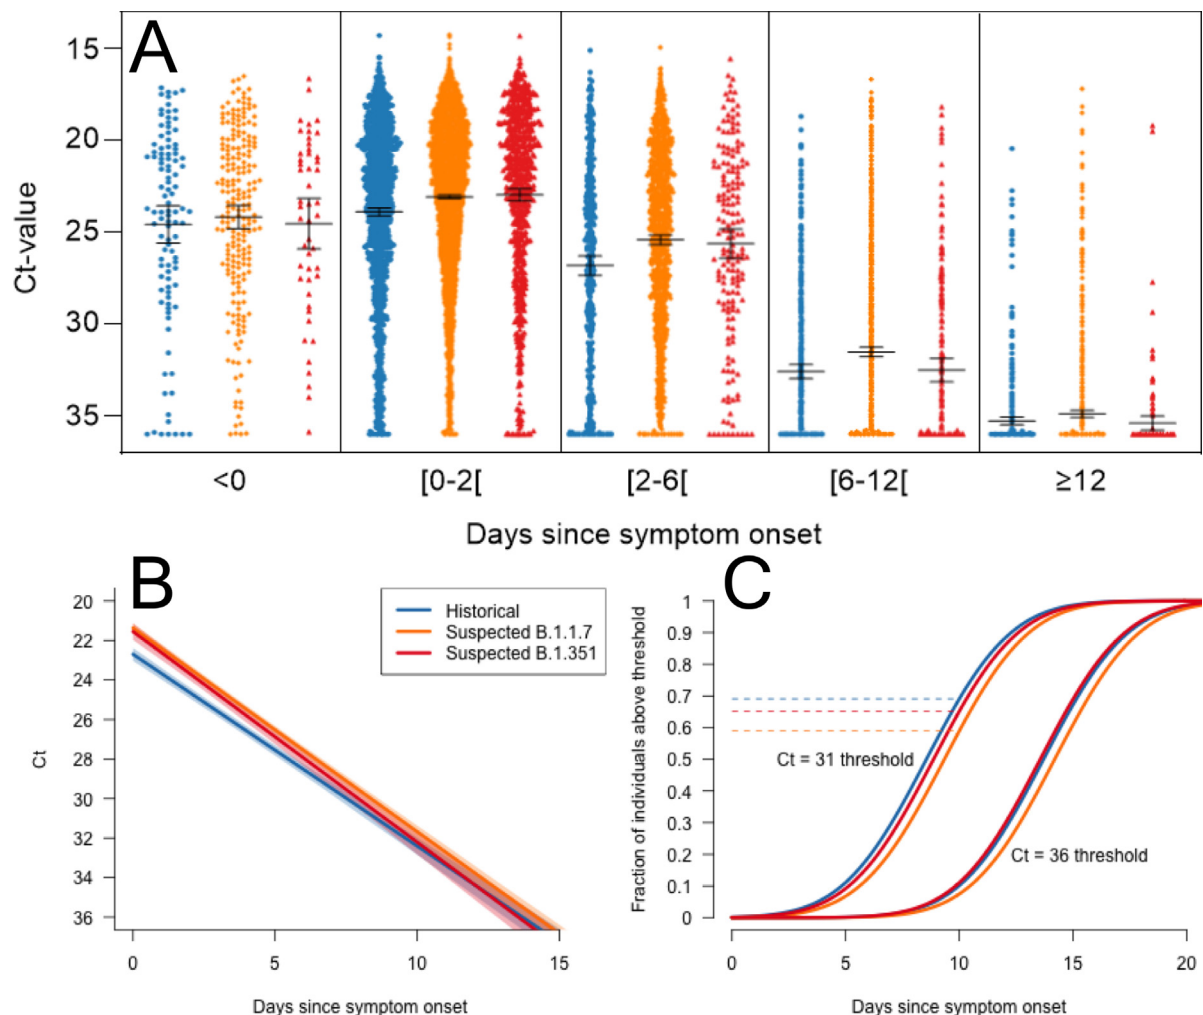 A
Ct-value
15
20
25
30
35
<0
[0-2[
[2-6[
[6-12[
≥12
Days since symptom onset
B
Ct
20
22
24
26
28
30
32
34
36
Historical
Suspected B.1.1.7
Suspected B.1.351
0
5
10
15
Days since symptom onset
C
Fraction of individuals above threshold
1
0.9
0.8
0.7
0.6
0.5
0.4
0.3
0.2
0.1
0
Ct = 31 threshold
Ct = 36 threshold
0
5
10
15
20
Days since symptom onset